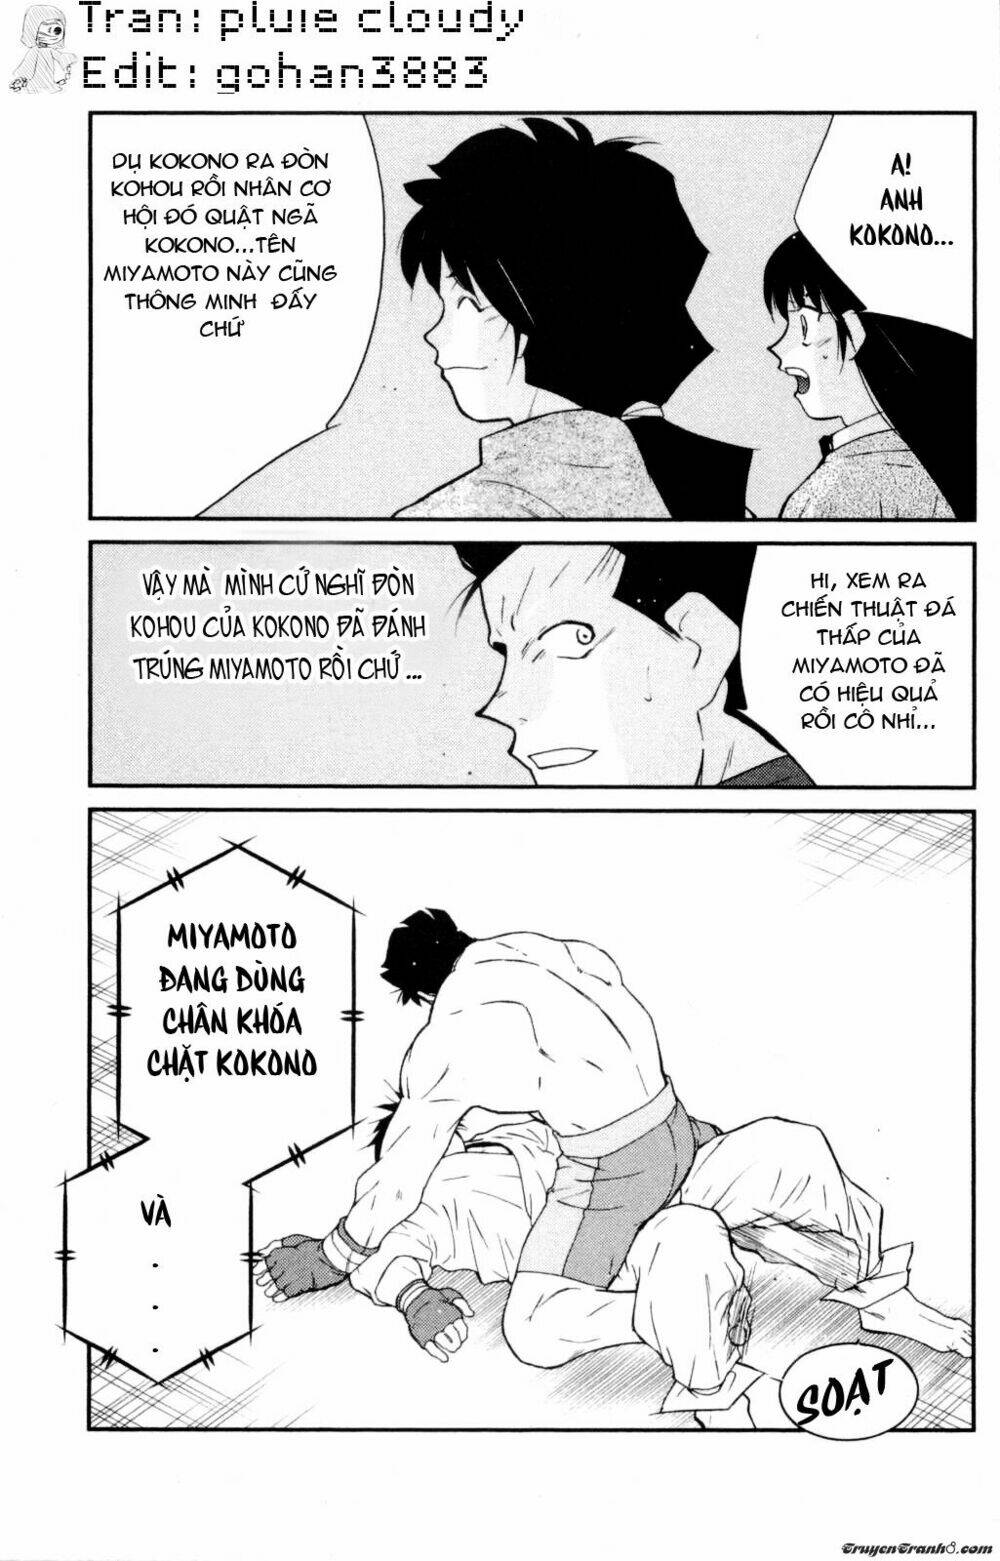 Tran: pluie cloudy
Edit: gohan3883
A!
ANH
KOKONO...
DỤ KOKONO RA ĐÒN
KOHOU RỒI NHÂN CƠ
HỘI ĐÓ QUẬT NGÃ
KOKONO...TÊN
MIYAMOTO NÀY CŨNG
THÔNG MINH ĐẤY
CHỨ
HI, XEM RA
CHIẾN THUẬT ĐÁ
THẤP CỦA
MIYAMOTO ĐÃ
CÓ HIỆU QUẢ
RỒI CÔ NHỈ...
VẬY MÀ MÌNH CỨ NGHĨ ĐÒN
KOHOU CỦA KOKONO ĐÃ ĐÁNH
TRÚNG MIYAMOTO RỒI CHỨ ...
MIYAMOTO
ĐANG DÙNG
CHÂN KHÓA
CHẶT KOKONO
VÀ
.
.
.
SOẠT
TruyenTranh8.com